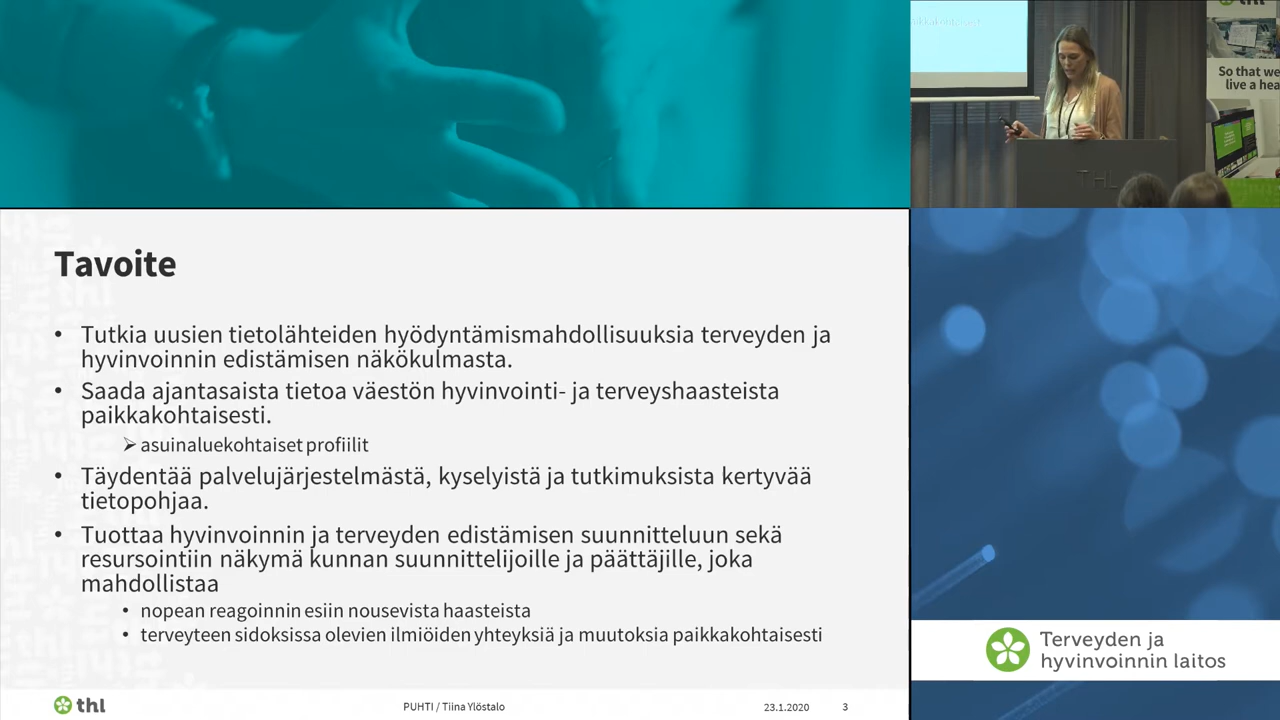 thl
So that we
live a hea
THL
Tavoite
• Tutkia uusien tietolähteiden hyödyntämismahdollisuuksia terveyden ja
hyvinvoinnin edistämisen näkökulmasta.
• Saada ajantasaista tietoa väestön hyvinvointi- ja terveyshaasteista
paikkakohtaisesti.
➢ asuinaluekohtaiset profiilit
• Täydentää palvelujärjestelmästä, kyselyistä ja tutkimuksista kertyvää
tietopohjaa.
• Tuottaa hyvinvoinnin ja terveyden edistämisen suunnitteluun sekä
resursointiin näkymä kunnan suunnittelijoille ja päättäjille, joka
mahdollistaa
• nopean reagoinnin esiin nousevista haasteista
• terveyteen sidoksissa olevien ilmiöiden yhteyksiä ja muutoksia paikkakohtaisesti
thl
PUHTI / Tiina Ylöstalo
23.1.2020
3
Terveyden ja
hyvinvoinnin laitos